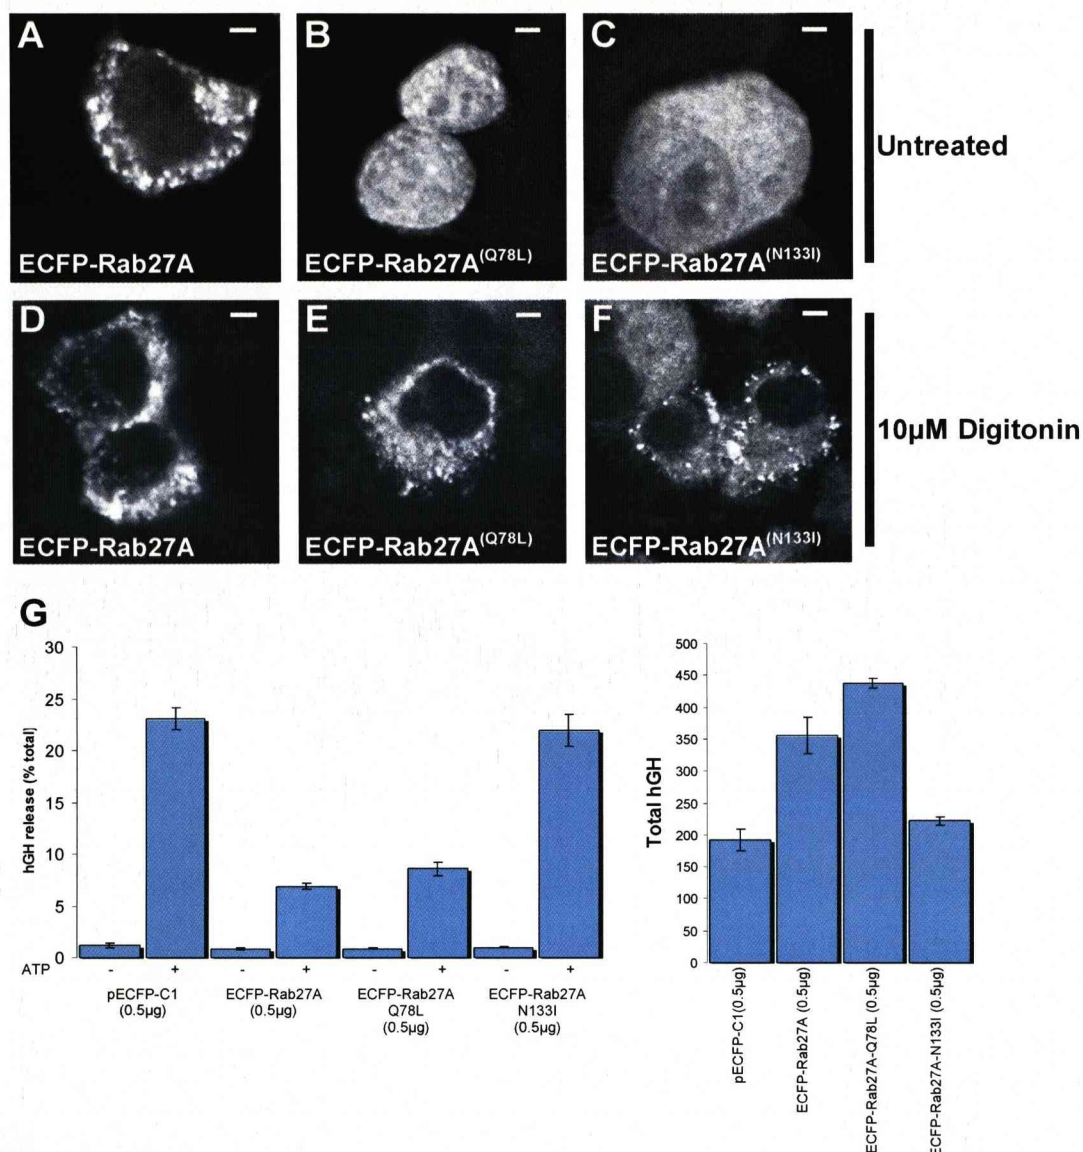 A
B
C
ECFP-Rab27A
ECFP-Rab27A(Q78L)
ECFP-Rab27A(N133I)
Untreated
D
E
F
ECFP-Rab27A
ECFP-Rab27A(Q78L)
ECFP-Rab27A(N133I)
10µM Digitonin
G
hGH release (% total)
30
25
20
15
10
5
0
ATP
- + - + - + - +
pECFP-C1
(0.5µg)
ECFP-Rab27A
(0.5µg)
ECFP-Rab27A
Q78L
(0.5µg)
ECFP-Rab27A
N133I
(0.5µg)
Total hGH
500
450
400
350
300
250
200
150
100
50
0
pECFP-C1(0.5µg)
ECFP-Rab27A (0.5µg)
ECFP-Rab27A-Q78L (0.5µg)
ECFP-Rab27A-N133I (0.5µg)